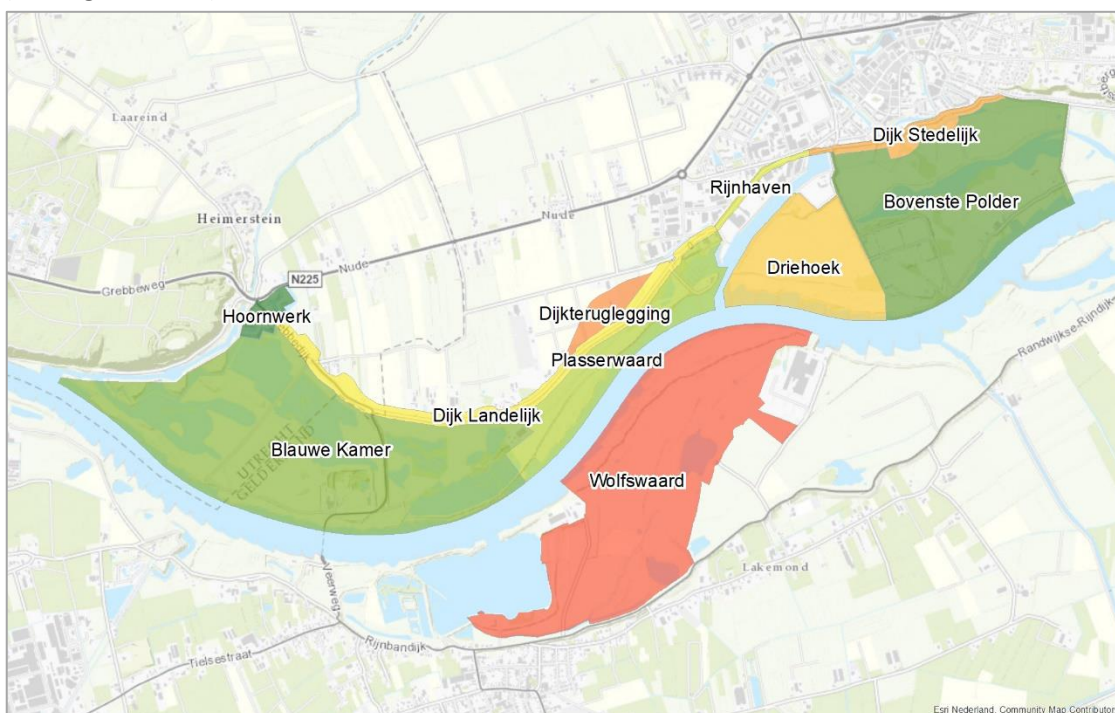 Laareind
Dijk Stedelijk
Rijnhaven
Bovenste Polder
Heimerstein
Nude
Nude
N225
Grebbeweg
Driehoek
Hoornwerk
Dijkteruglegging
Randwijkse-Rijndijk
Plasserwaard
Dijk Landelijk
Blauwe Kamer
UTRECHT
GELDERLAND
Wolfswaard
Lakemond
Veerweg
Rijnbandijk
Tielsestraat
Esri Nederland, Community Map Contributor